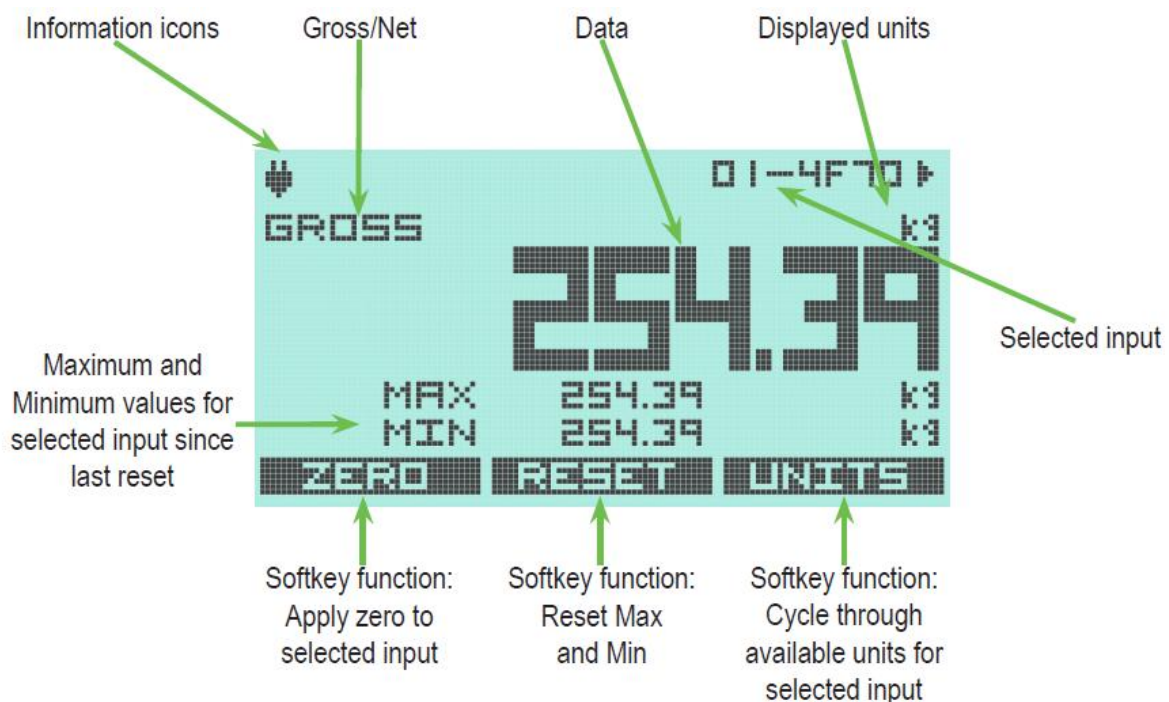 Information icons
Gross/Net
Data
Displayed units
01-4F70
GROSS
kg
254.39
Selected input
Maximum and
Minimum values for
selected input since
last reset
MAX 254.39 kg
MIN 254.39 kg
ZERO RESET UNITS
Softkey function:
Apply zero to
selected input
Softkey function:
Reset Max
and Min
Softkey function:
Cycle through
available units for
selected input